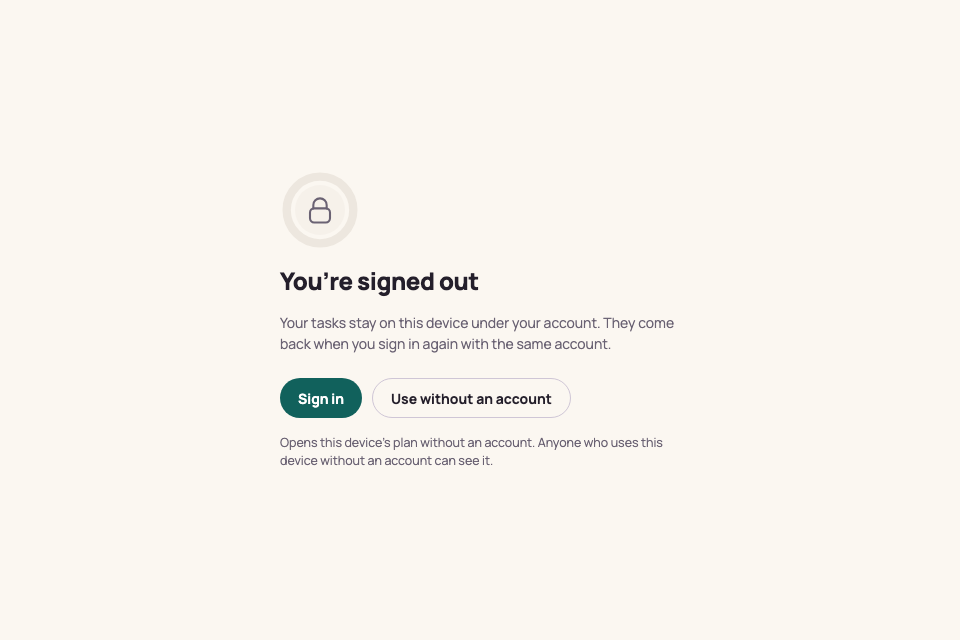 You’re signed out
Your tasks stay on this device under your account. They come
back when you sign in again with the same account.
Sign in
Use without an account
Opens this device’s plan without an account. Anyone who uses this
device without an account can see it.